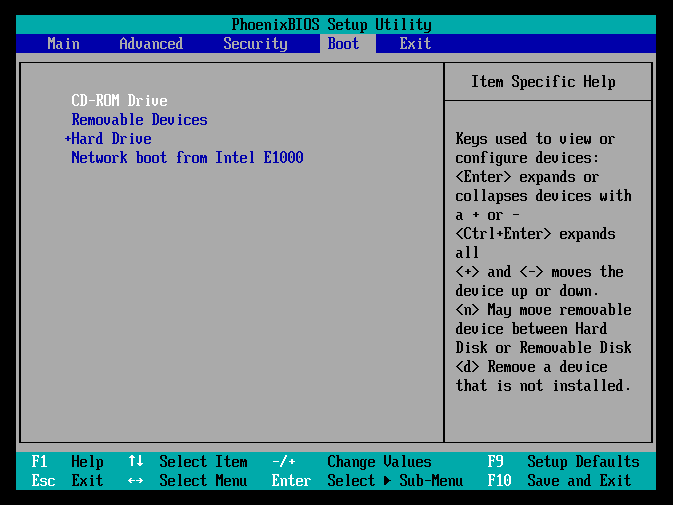 PhoenixBIOS Setup Utility
Main Advanced Security Boot Exit
Item Specific Help
CD-ROM Drive
Removable Devices
+Hard Drive
Network boot from Intel E1000
Keys used to view or
configure devices:
<Enter> expands or
collapses devices with
a + or -
<Ctrl+Enter> expands
all
<+> and <-> moves the
device up or down.
<n> May move removable
device between Hard
Disk or Removable Disk
<d> Remove a device
that is not installed.
F1 Help ↑↓ Select Item -/+ Change Values F9 Setup Defaults
Esc Exit ↔ Select Menu Enter Select ▶ Sub-Menu F10 Save and Exit